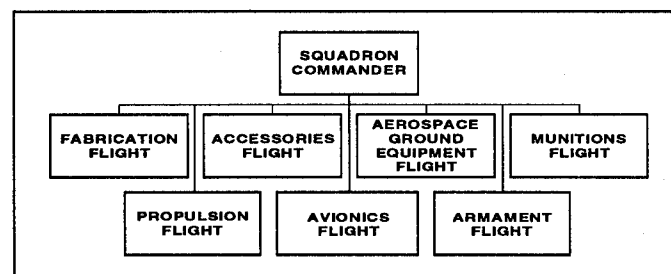 SQUADRON
COMMANDER
FABRICATION
FLIGHT
ACCESSORIES
FLIGHT
AEROSPACE
GROUND
EQUIPMENT
FLIGHT
MUNITIONS
FLIGHT
PROPULSION
FLIGHT
AVIONICS
FLIGHT
ARMAMENT
FLIGHT